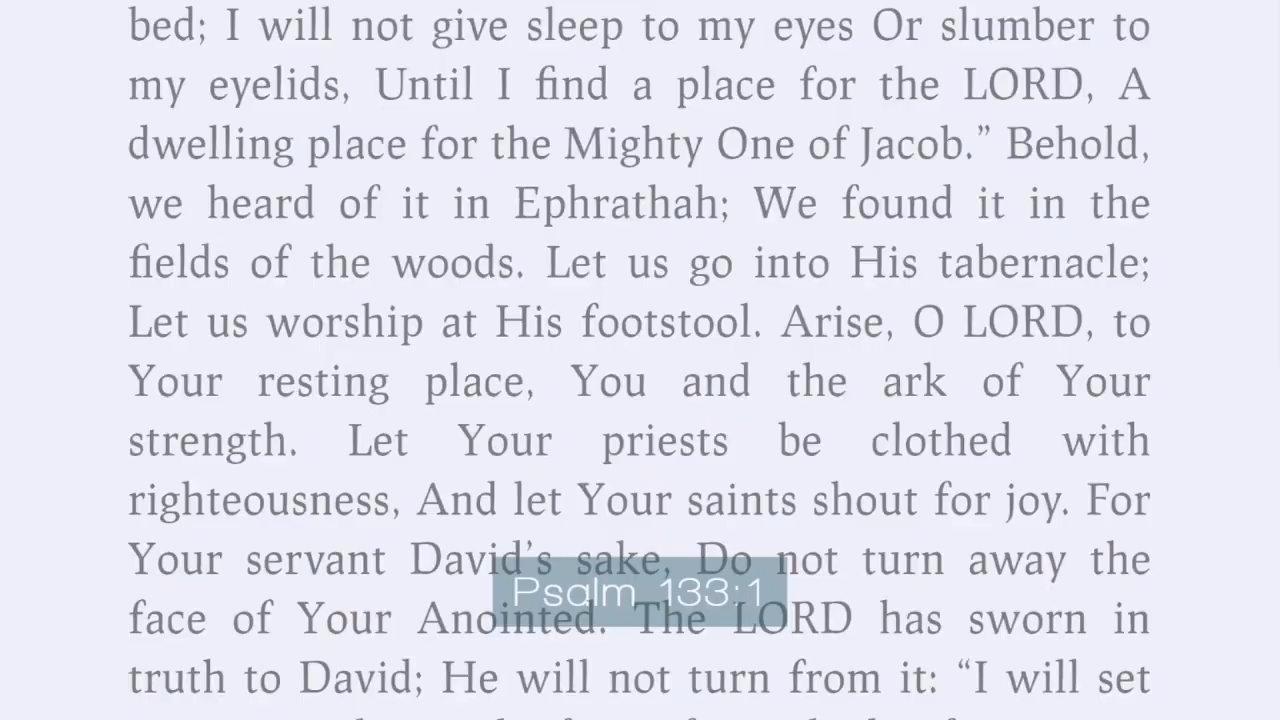 bed; I will not give sleep to my eyes Or slumber to
my eyelids, Until I find a place for the LORD, A
dwelling place for the Mighty One of Jacob.” Behold,
we heard of it in Ephrathah; We found it in the
fields of the woods. Let us go into His tabernacle;
Let us worship at His footstool. Arise, O LORD, to
Your resting place, You and the ark of Your
strength. Let Your priests be clothed with
righteousness, And let Your saints shout for joy. For
Your servant David’s sake, Do not turn away the
Psalm 133:1
face of Your Anointed. The LORD has sworn in
truth to David; He will not turn from it: “I will set